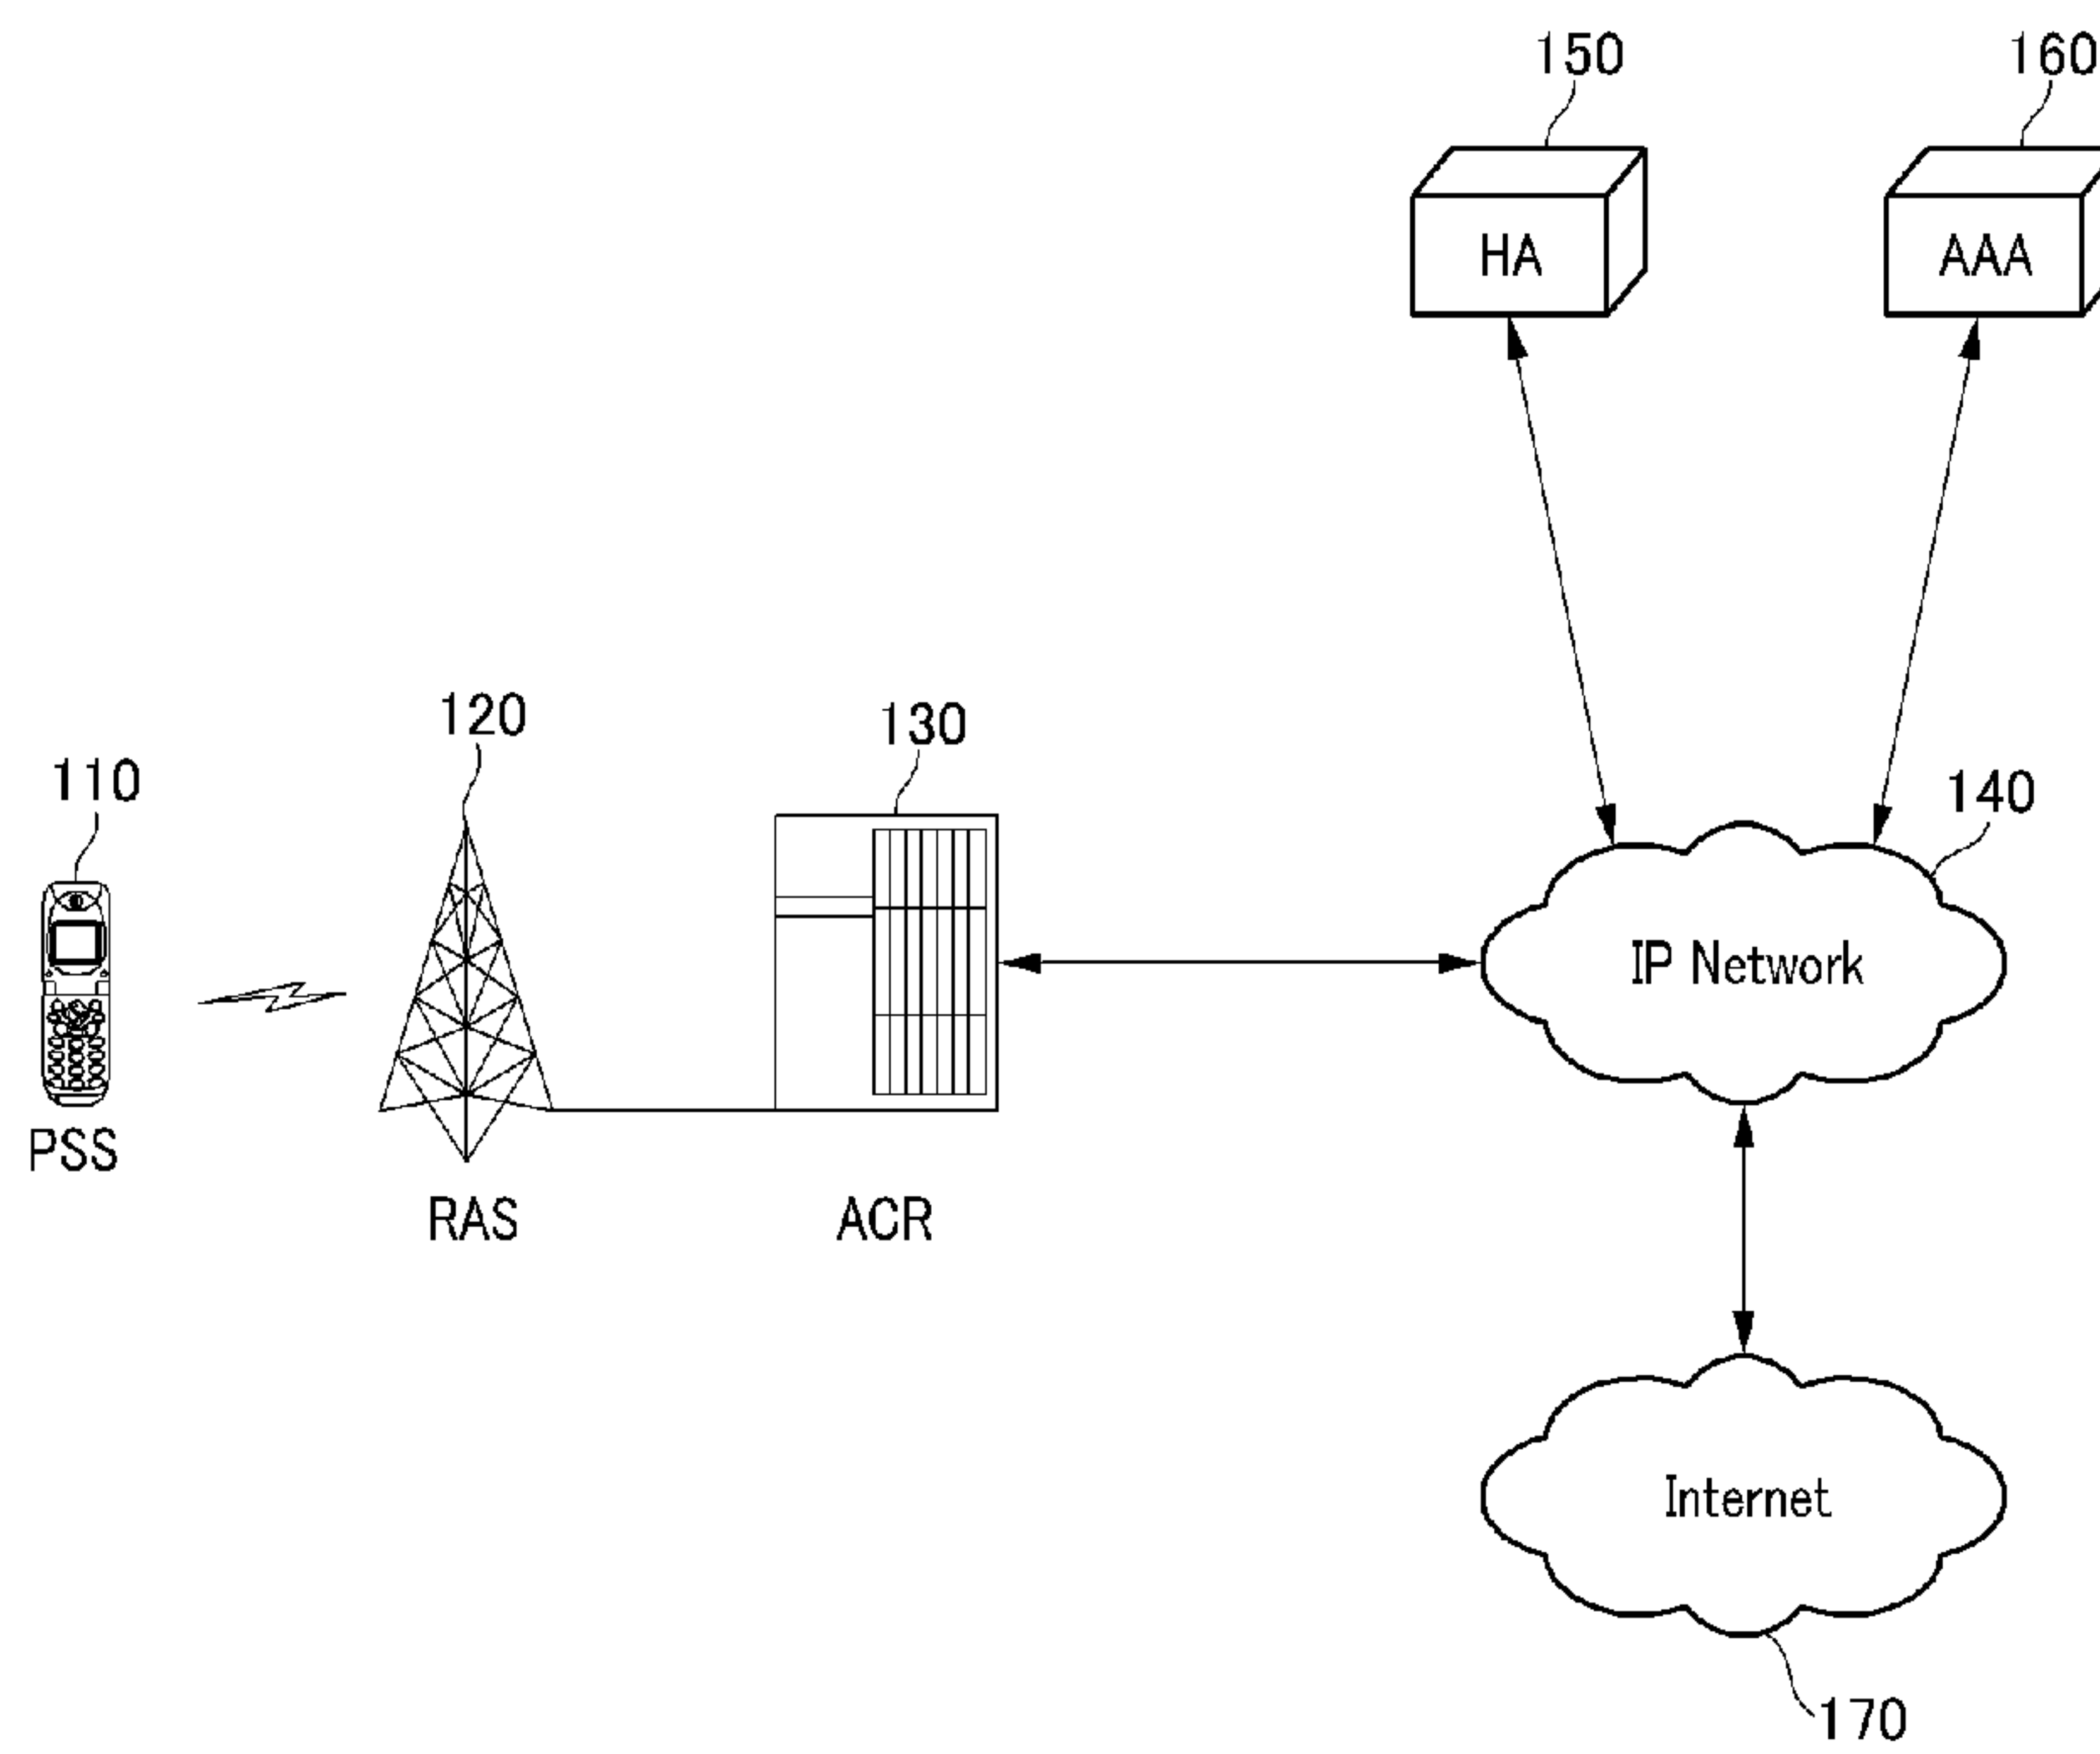 150
160
HA
AAA
120
130
110
140
IP Network
PSS
RAS
ACR
Internet
170